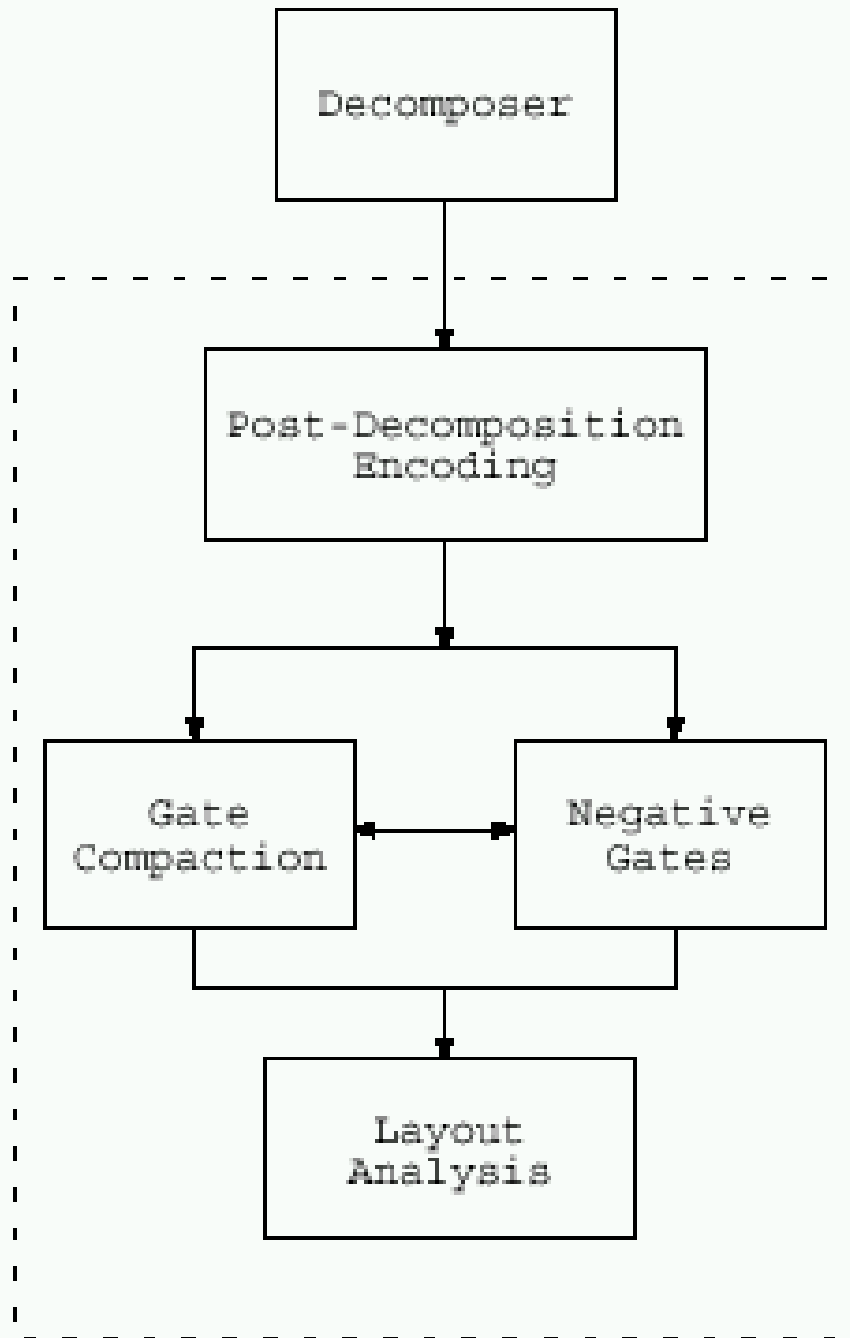 Decomposer
Post-Decomposition
Encoding
Gate
Compaction
Negative
Gates
Layout
Analysis